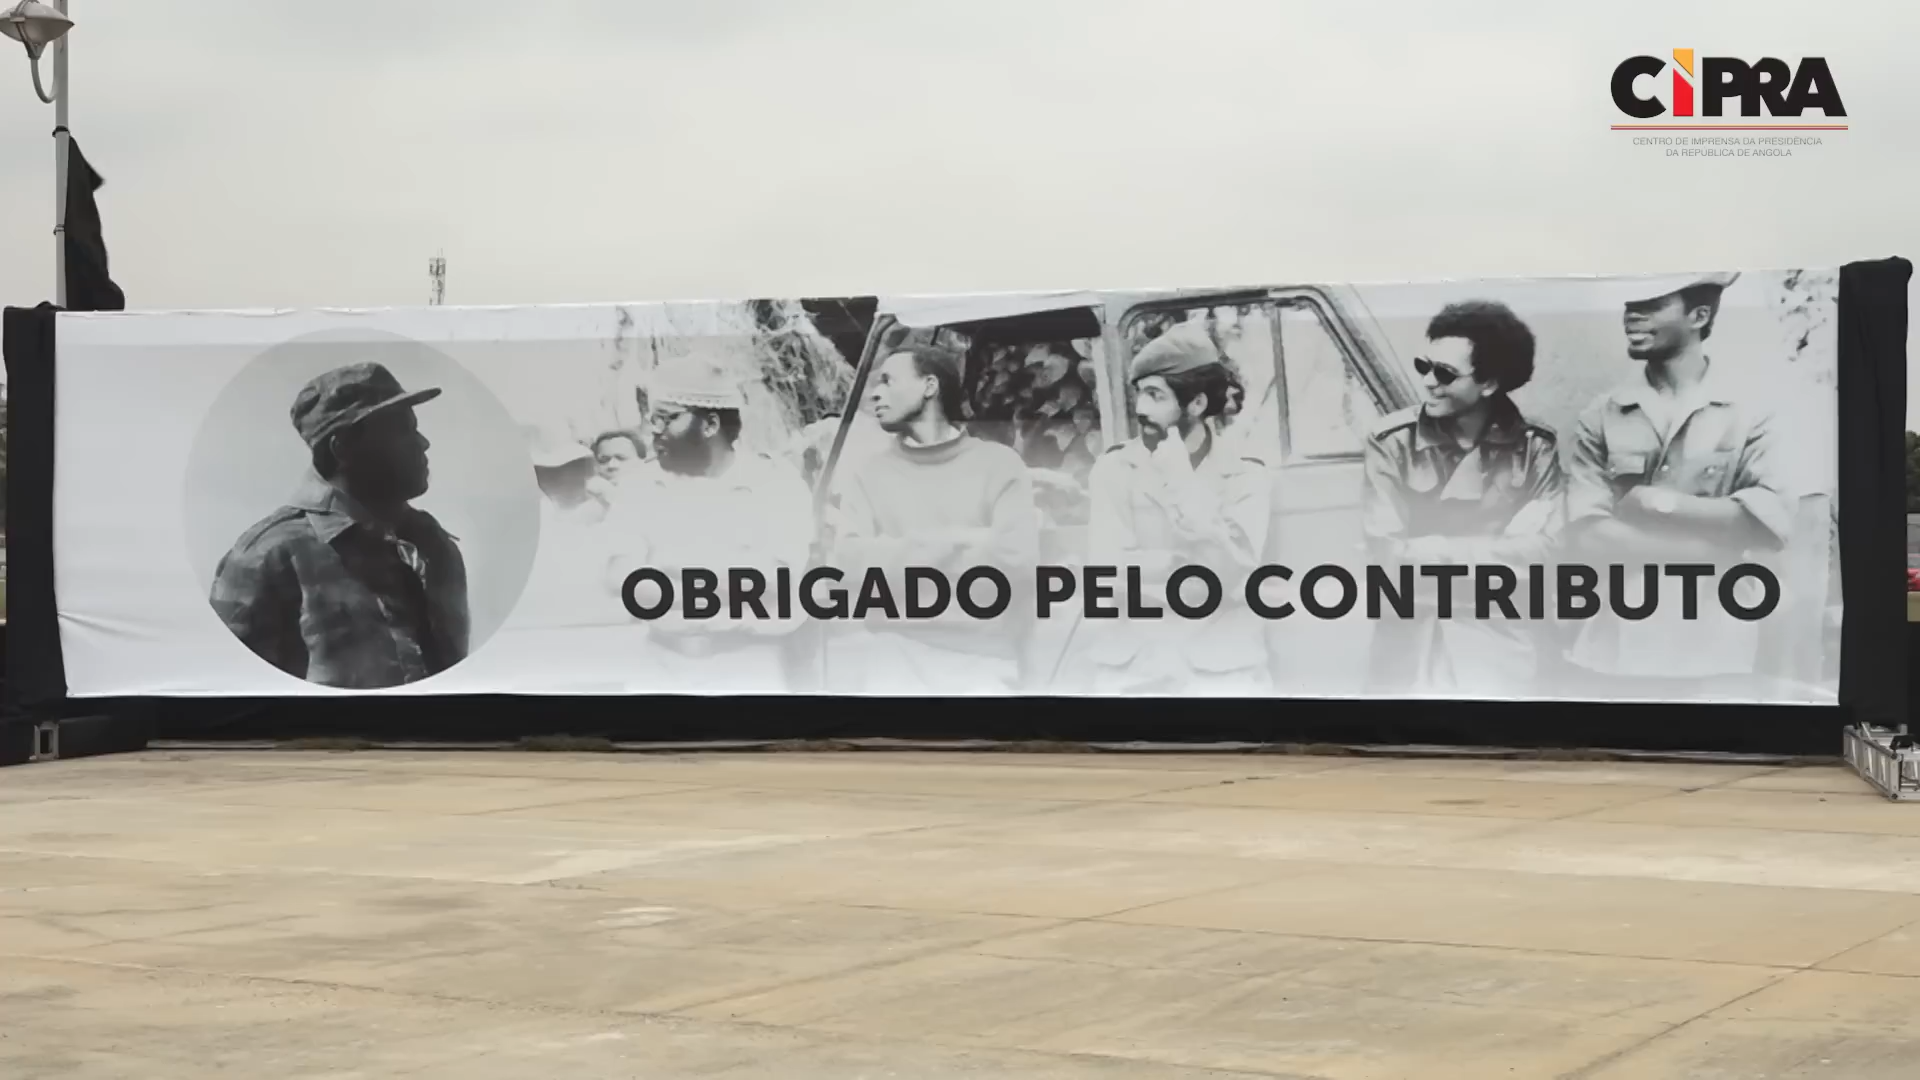 CIPRA
CENTRO DE IMPRENSA DA PRESIDÊNCIA
DA REPÚBLICA DE ANGOLA
OBRIGADO PELO CONTRIBUTO